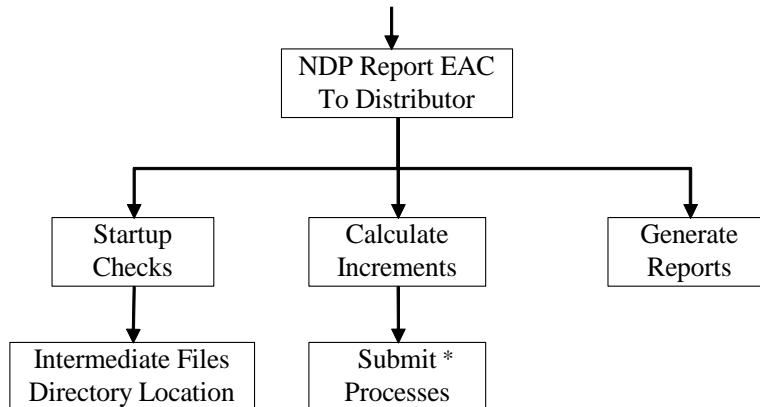 NDP Report EAC
To Distributor
Startup
Checks
Calculate
Increments
Generate
Reports
Intermediate Files
Directory Location
Submit *
Processes